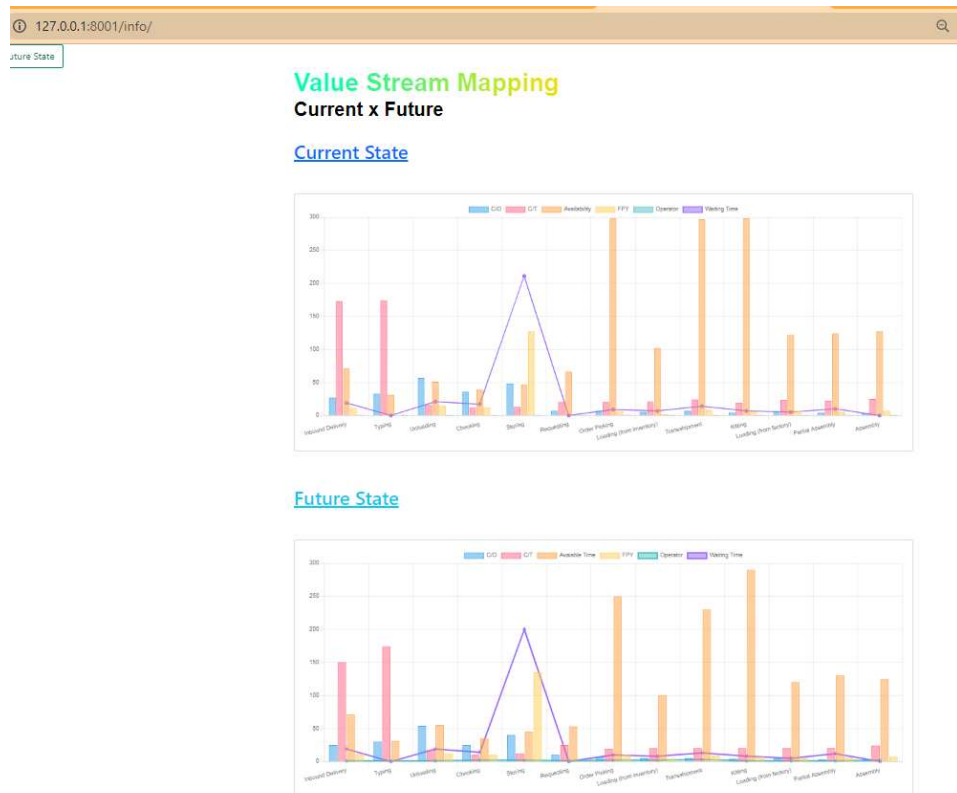 127.0.0.1:8001/info/
uture State
Value Stream Mapping
Current x Future
Current State
C/O C/T Availability FPY Operator Waiting Time
300
250
200
150
100
50
0
Inbound Delivery Typing Unloading Checking Storing Requesting Order Picking Loading (from Inventory) Transshipment Kitting Loading (from factory) Partial Assembly Assembly
Future State
C/O C/T Available Time FPY Operator Waiting Time
300
250
200
150
100
50
0
Inbound Delivery Typing Unloading Checking Storing Requesting Order Picking Loading (from Inventory) Transshipment Kitting Loading (from factory) Partial Assembly Assembly